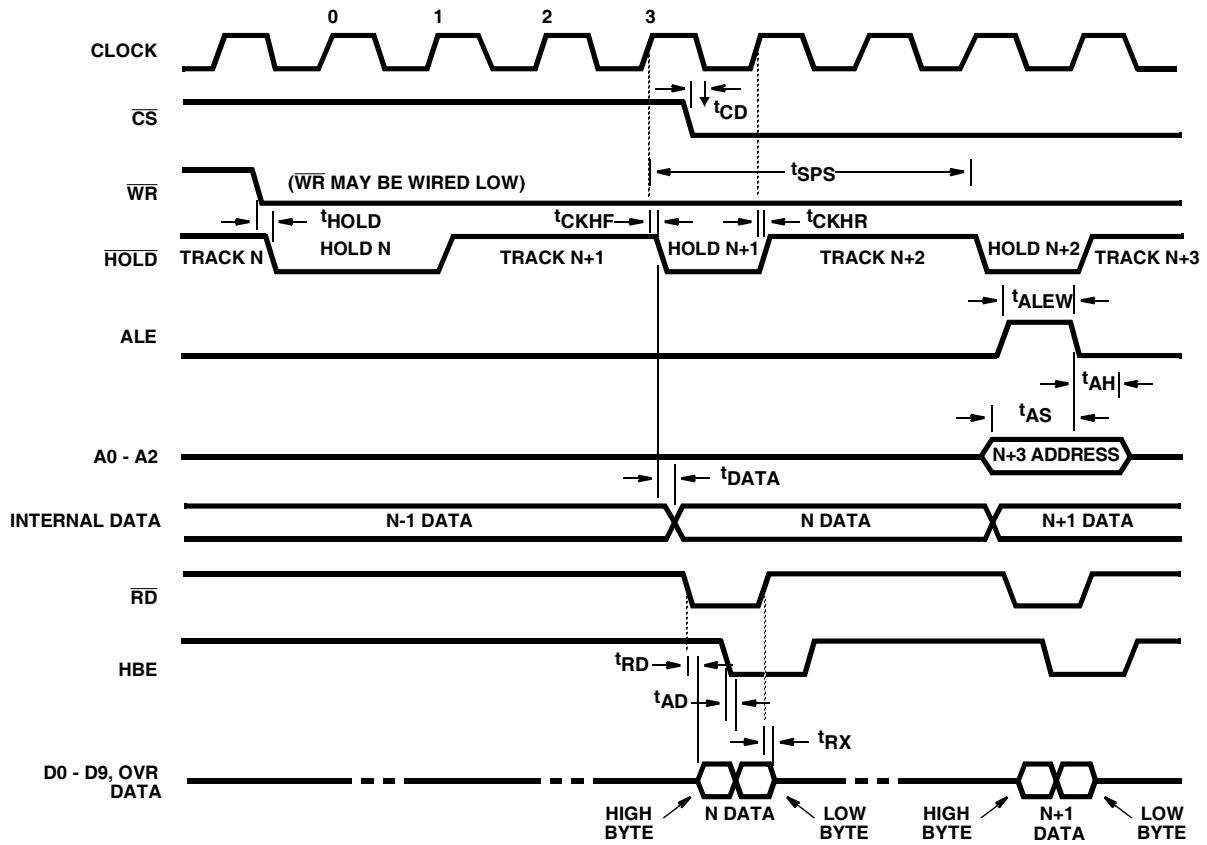 0 1 2 3
CLOCK
tCD
CS
tSPS
WR
(WR MAY BE WIRED LOW)
tHOLD
tCKHF
tCKHR
HOLD
TRACK N
HOLD N
TRACK N+1
HOLD N+1
TRACK N+2
HOLD N+2
TRACK N+3
tALEW
ALE
tAH
tAS
A0 - A2
N+3 ADDRESS
tDATA
INTERNAL DATA
N-1 DATA
N DATA
N+1 DATA
RD
HBE
tRD
tAD
tRX
D0 - D9, OVR
DATA
HIGH
BYTE
N DATA
LOW
BYTE
HIGH
BYTE
N+1
DATA
LOW
BYTE